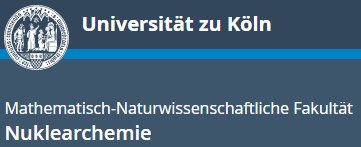 Universität zu Köln
Mathematisch-Naturwissenschaftliche Fakultät
Nuklearchemie